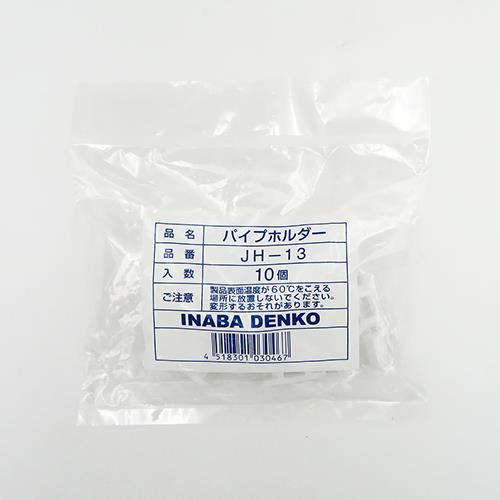 品名 パイプホルダー
品番 JH-13
入数 10個
ご注意 製品表面温度が60℃をこえる
場所に放置しないでください。
変形するおそれがあります。
INABA DENKO
4 518301 030467